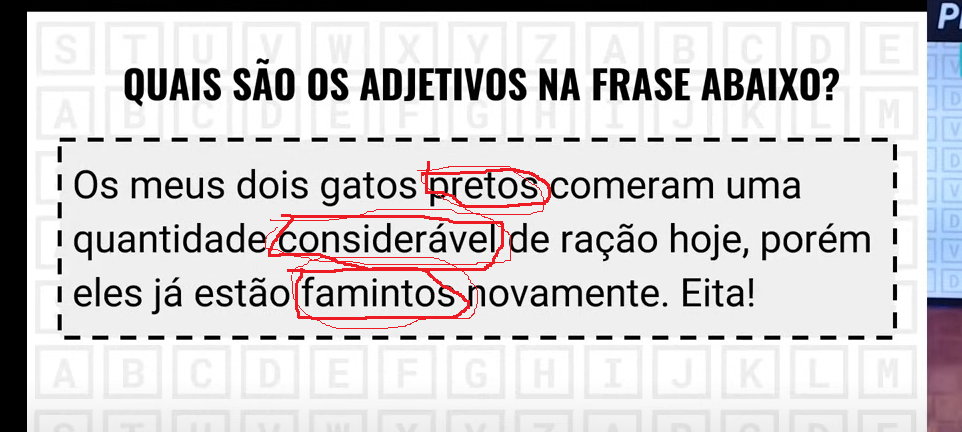 S T U V W X Y Z A B C D E
QUAIS SÃO OS ADJETIVOS NA FRASE ABAIXO?
A B C D E F G H I J K L M
Os meus dois gatos pretos comeram uma
quantidade considerável de ração hoje, porém
eles já estão famintos novamente. Eita!
A B C D E F G H I J K L M